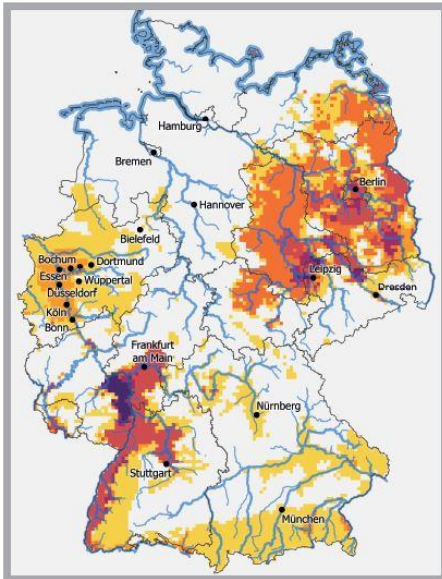 Hamburg
Bremen
Hannover
Berlin
Bielefeld
Bochum
Dortmund
Essen
Wüppertal
Düsseldorf
Leipzig
Dresden
Köln
Bonn
Frankfurt
am Main
Nürnberg
Stuttgart
München